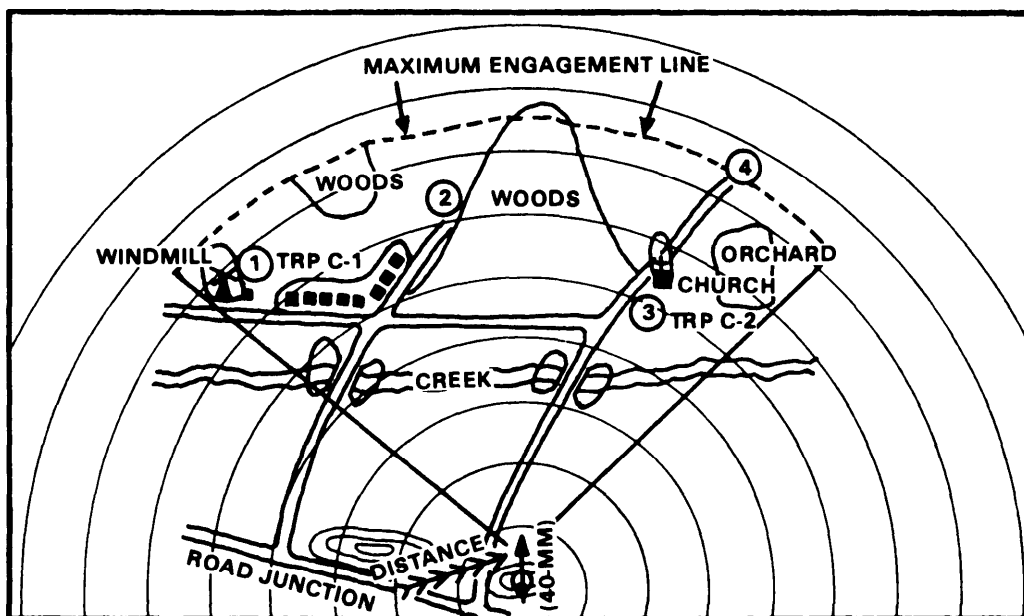 MAXIMUM ENGAGEMENT LINE
4
WOODS
2
WOODS
WINDMILL
1 TRP C-1
ORCHARD
CHURCH
3 TRP C-2
CREEK
DISTANCE
(40-MM)
ROAD JUNCTION